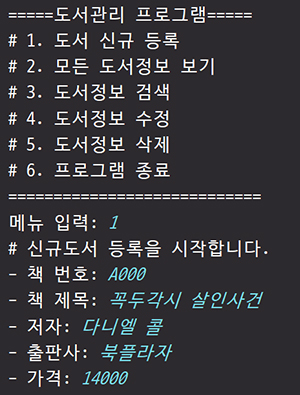 =====도서관리 프로그램=====
# 1. 도서 신규 등록
# 2. 모든 도서정보 보기
# 3. 도서정보 검색
# 4. 도서정보 수정
# 5. 도서정보 삭제
# 6. 프로그램 종료
============================
메뉴 입력: 1
# 신규도서 등록을 시작합니다.
- 책 번호: A000
- 책 제목: 꼭두각시 살인사건
- 저자: 다니엘 콜
- 출판사: 북플라자
- 가격: 14000